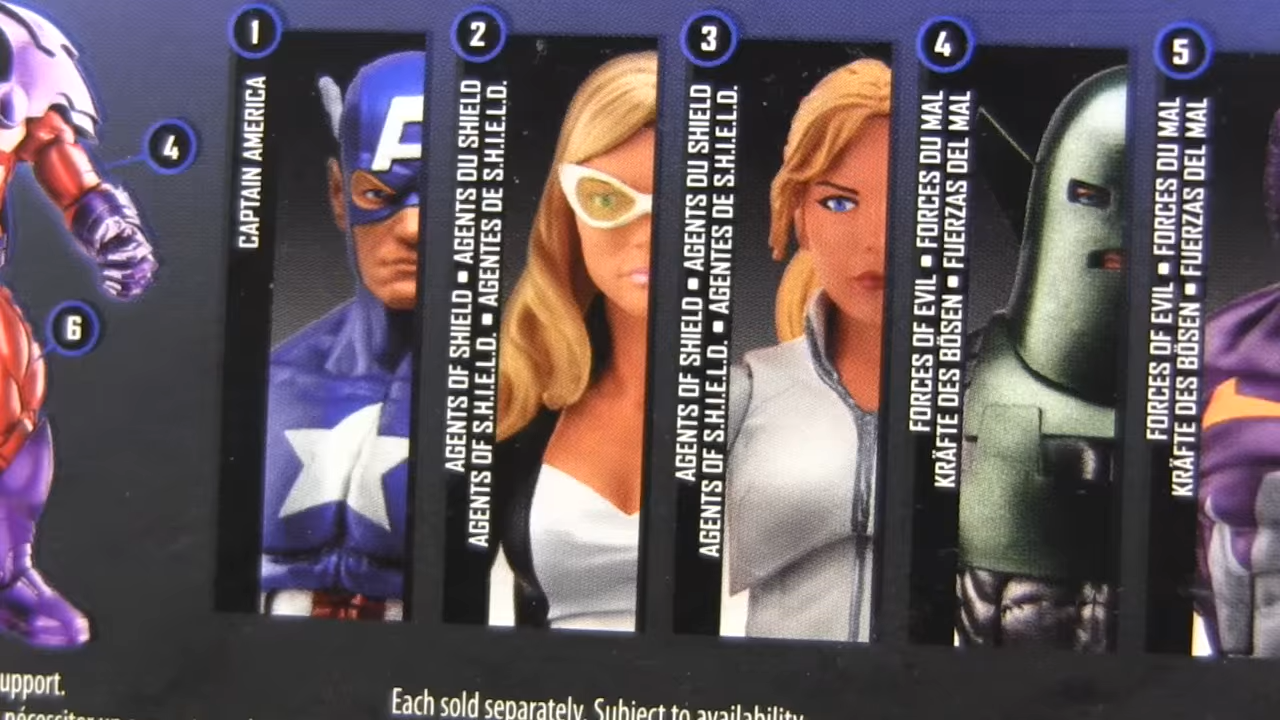 1
2
3
4
5
4
6
CAPTAIN AMERICA
AGENTS OF SHIELD ▪ AGENTS DU SHIELD
AGENTS OF S.H.I.E.L.D. ▪ AGENTES DE S.H.I.E.L.D.
AGENTS OF SHIELD ▪ AGENTS DU SHIELD
AGENTS OF S.H.I.E.L.D. ▪ AGENTES DE S.H.I.E.L.D.
FORCES OF EVIL ▪ FORCES DU MAL
KRÄFTE DES BÖSEN ▪ FUERZAS DEL MAL
FORCES OF EVIL ▪ FORCES DU MAL
KRÄFTE DES BÖSEN ▪ FUERZAS DEL MAL
upport.
Each sold separately. Subject to availability